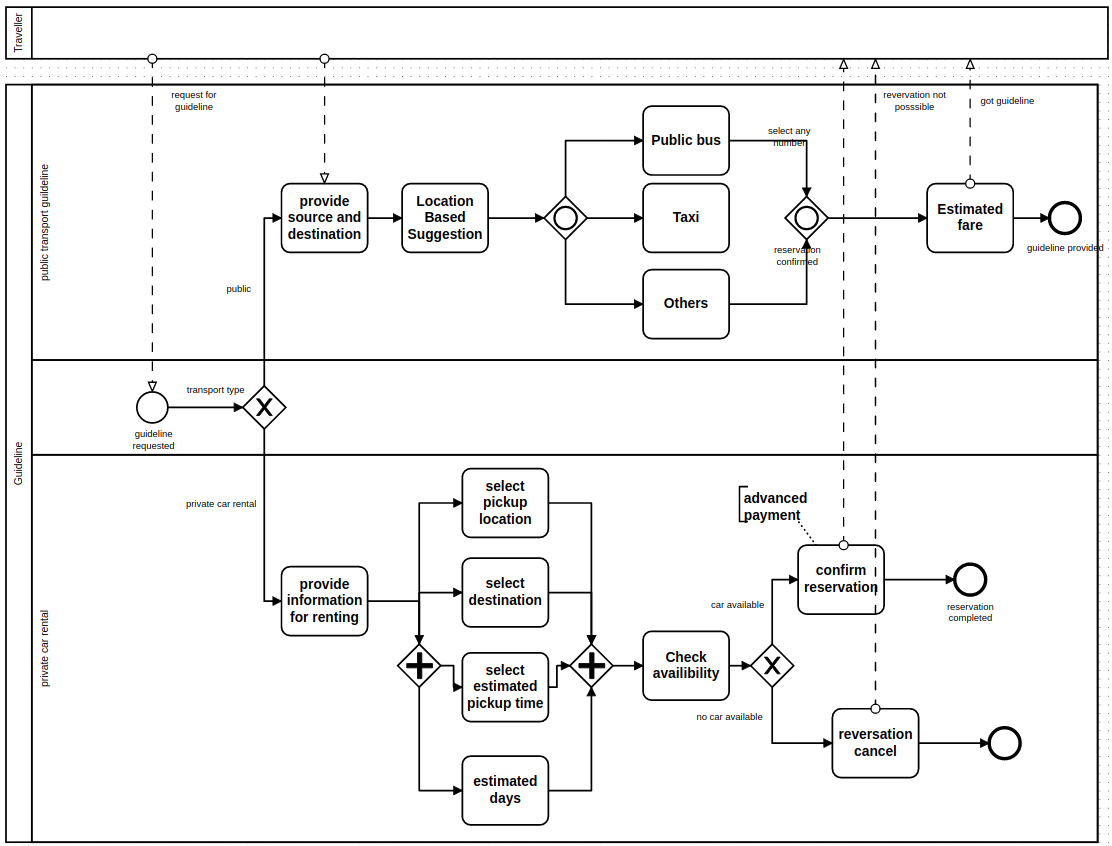 Traveller
request for
guideline
revervation not
posssible
got guideline
public transport guildeline
Public bus
select any
number
provide
source and
destination
Location
Based
Suggestion
Taxi
Estimated
fare
reservation
confirmed
guideline provided
public
Others
Guideline
transport type
guideline
requested
private car rental
private car rental
select
pickup
location
advanced
payment
provide
information
for renting
select
destination
confirm
reservation
car available
reservation
completed
select
estimated
pickup time
Check
availibility
no car available
reversation
cancel
estimated
days